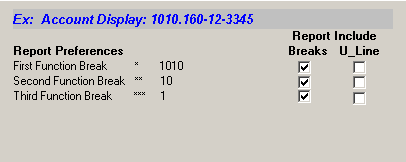 Ex: Account Display: 1010.160-12-3345
Report Include
Report Preferences Breaks U_Line
First Function Break * 1010
Second Function Break ** 10
Third Function Break *** 1